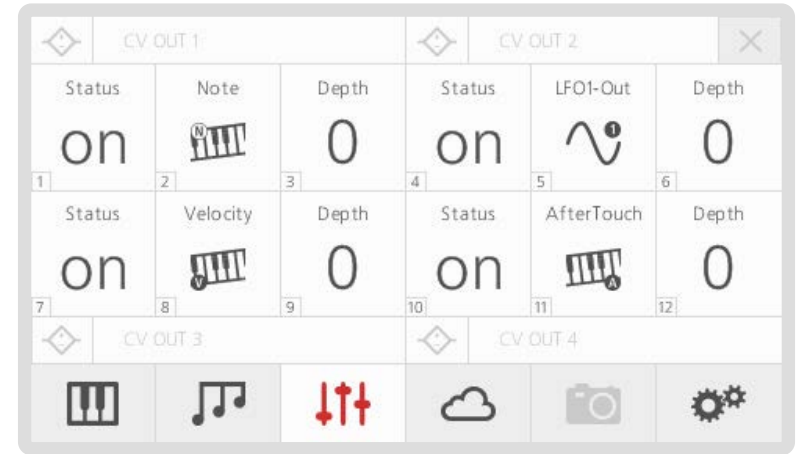 CV OUT 1 CV OUT 2
Status Note Depth Status LFO1-Out Depth
N 1
on 0 on 0
1 2 3 4 5 6
Status Velocity Depth Status AfterTouch Depth
on 0 on 0
V A
7 8 9 10 11 12
CV OUT 3 CV OUT 4